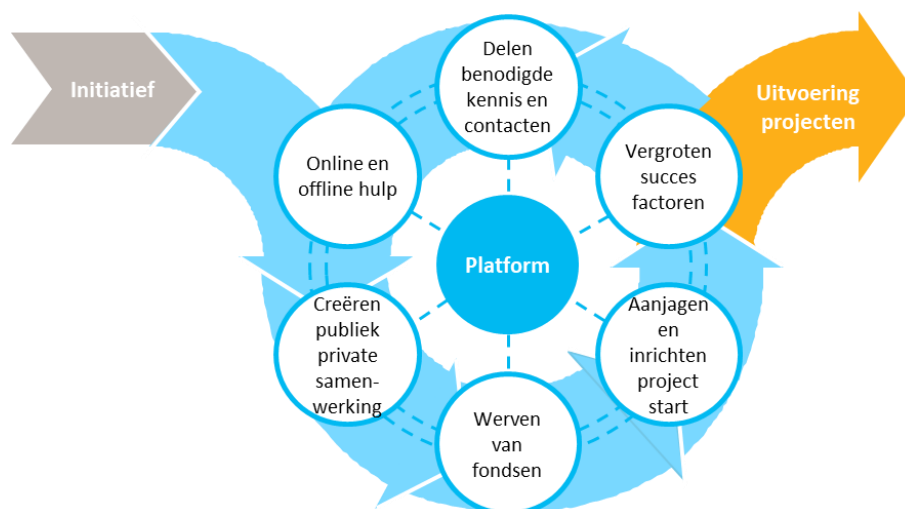 Initiatief
Delen
benodigde
kennis en
contacten
Uitvoering
projecten
Online en
offline hulp
Vergroten
succes
factoren
Platform
Creëren
publiek
private
samen-
werking
Aanjagen
en
inrichten
project
start
Werven
van
fondsen